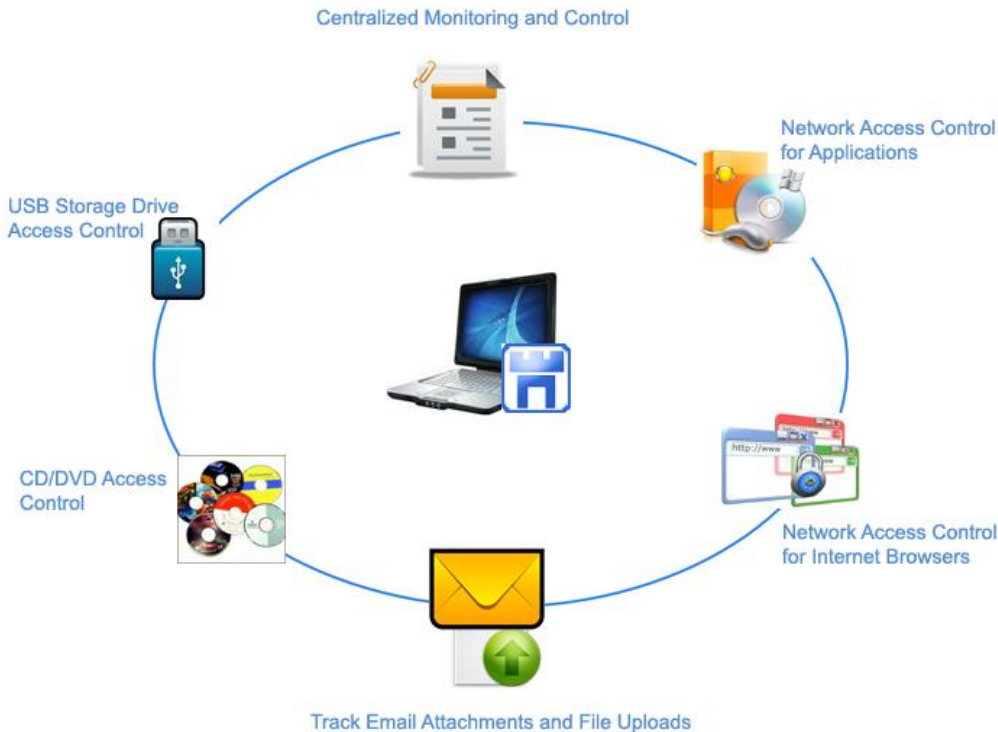 Centralized Monitoring and Control
Network Access Control
for Applications
USB Storage Drive
Access Control
http://www
CD/DVD Access
Control
Network Access Control
for Internet Browsers
Track Email Attachments and File Uploads